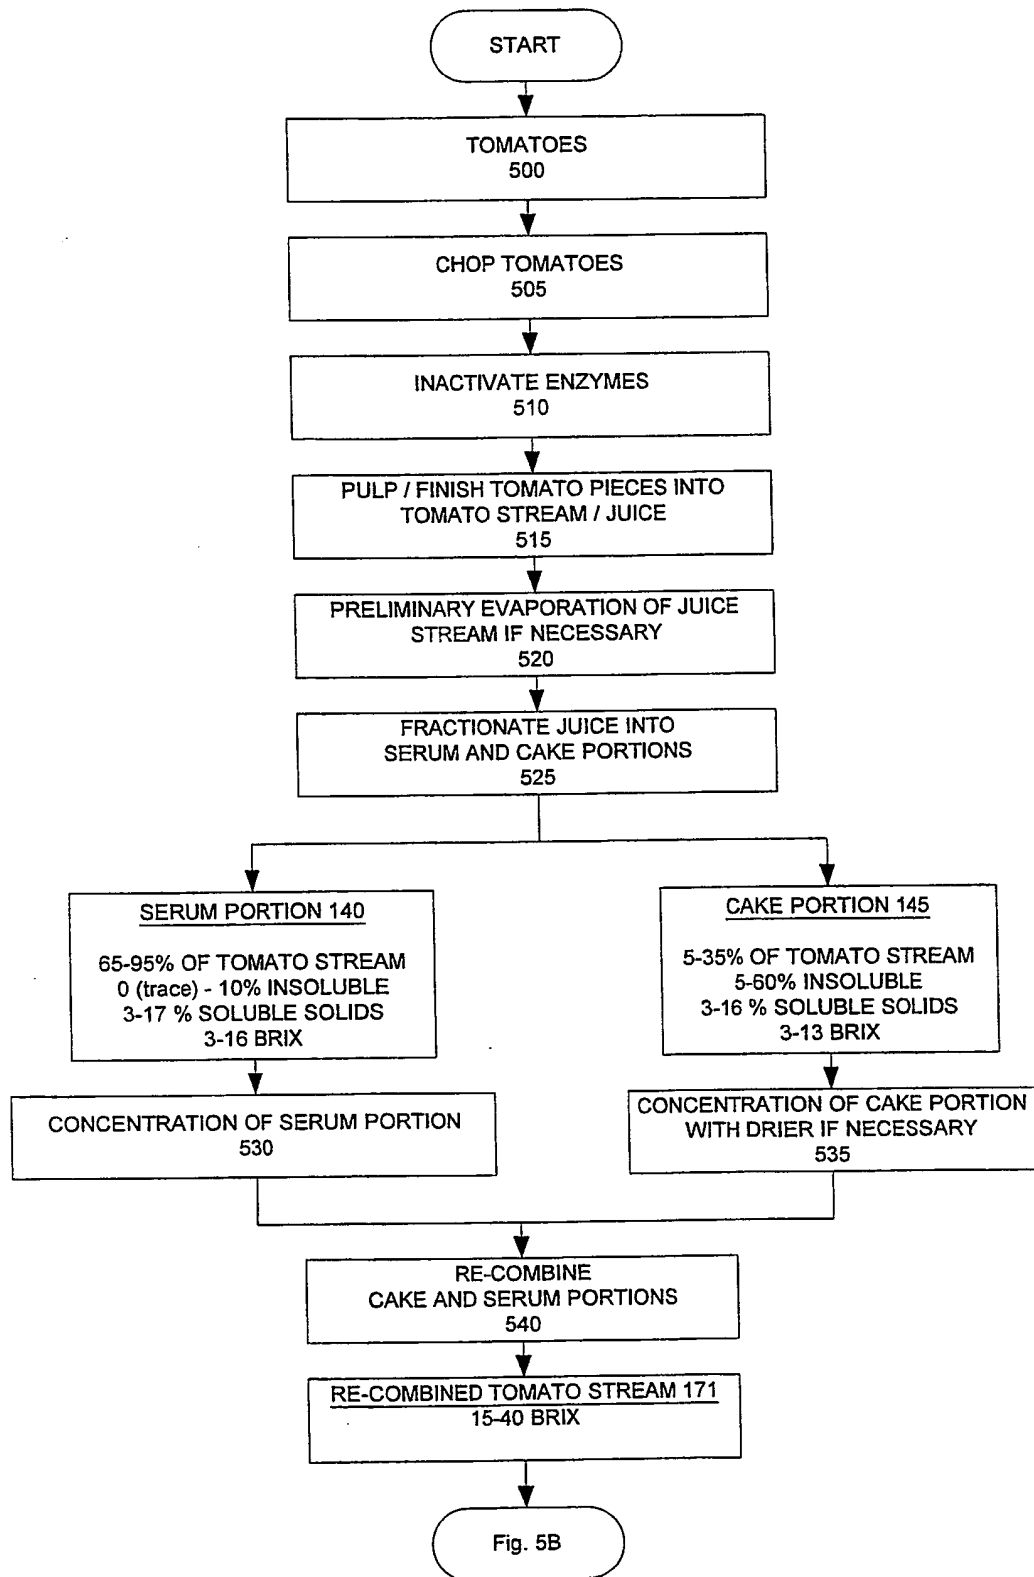 START
TOMATOES
500
CHOP TOMATOES
505
INACTIVATE ENZYMES
510
PULP / FINISH TOMATO PIECES INTO
TOMATO STREAM / JUICE
515
PRELIMINARY EVAPORATION OF JUICE
STREAM IF NECESSARY
520
FRACTIONATE JUICE INTO
SERUM AND CAKE PORTIONS
525
SERUM PORTION 140
65-95% OF TOMATO STREAM
0 (trace) - 10% INSOLUBLE
3-17 % SOLUBLE SOLIDS
3-16 BRIX
CAKE PORTION 145
5-35% OF TOMATO STREAM
5-60% INSOLUBLE
3-16 % SOLUBLE SOLIDS
3-13 BRIX
CONCENTRATION OF SERUM PORTION
530
CONCENTRATION OF CAKE PORTION
WITH DRIER IF NECESSARY
535
RE-COMBINE
CAKE AND SERUM PORTIONS
540
RE-COMBINED TOMATO STREAM 171
15-40 BRIX
Fig. 5B